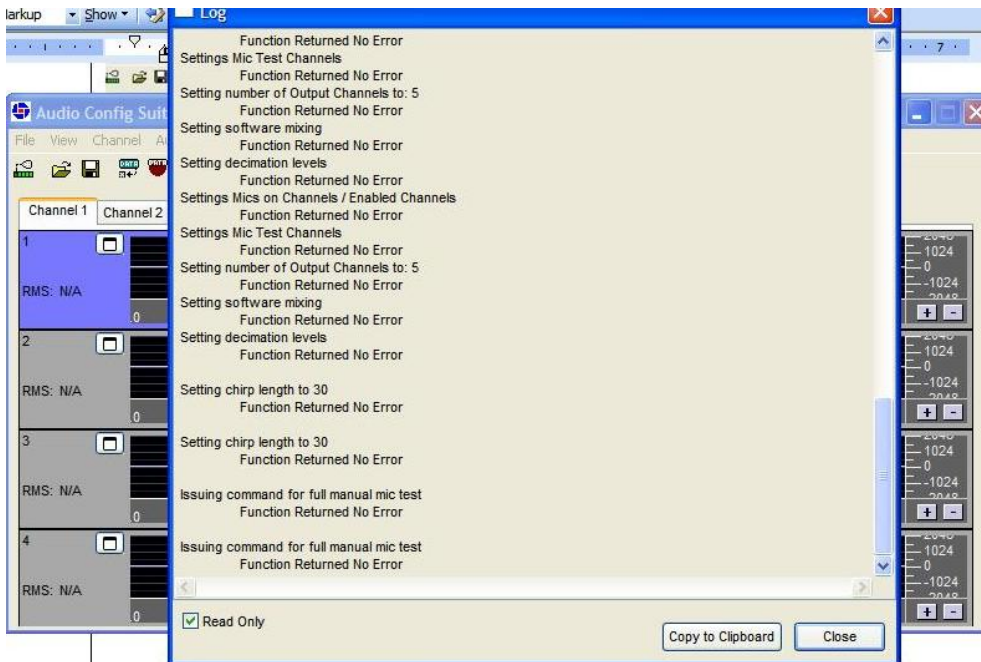 Markup Show
Log
7
Audio Config Suit
File View Channel
Channel 1 Channel 2
Function Returned No Error
Settings Mic Test Channels
Function Returned No Error
Setting number of Output Channels to: 5
Function Returned No Error
Setting software mixing
Function Returned No Error
Setting decimation levels
Function Returned No Error
Settings Mics on Channels / Enabled Channels
Function Returned No Error
Settings Mic Test Channels
Function Returned No Error
Setting number of Output Channels to: 5
Function Returned No Error
Setting software mixing
Function Returned No Error
Setting decimation levels
Function Returned No Error
Setting chirp length to 30
Function Returned No Error
Setting chirp length to 30
Function Returned No Error
Issuing command for full manual mic test
Function Returned No Error
Issuing command for full manual mic test
Function Returned No Error
Read Only
Copy to Clipboard Close
1
RMS: N/A
0
1024
0
-1024
+ -
2
RMS: N/A
0
1024
0
-1024
+ -
3
RMS: N/A
0
1024
0
-1024
+ -
4
RMS: N/A
0
1024
0
-1024
+ -